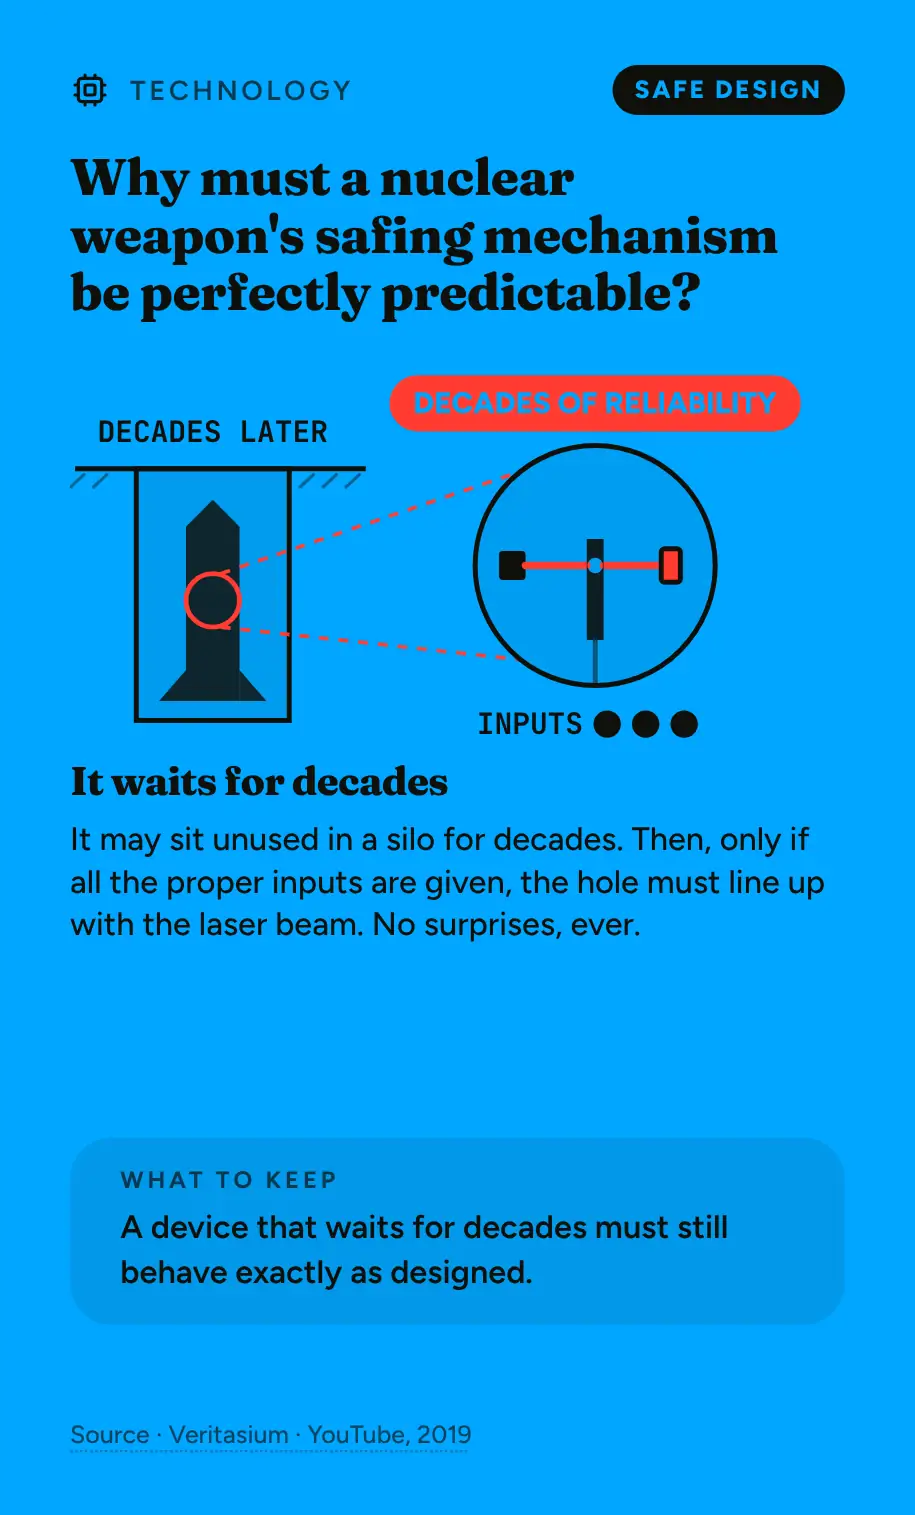 TECHNOLOGY
SAFE DESIGN
Why must a nuclear
weapon's safing mechanism
be perfectly predictable?
DECADES OF RELIABILITY
DECADES LATER
INPUTS
It waits for decades
It may sit unused in a silo for decades. Then, only if
all the proper inputs are given, the hole must line up
with the laser beam. No surprises, ever.
WHAT TO KEEP
A device that waits for decades must still
behave exactly as designed.
Source · Veritasium · YouTube, 2019